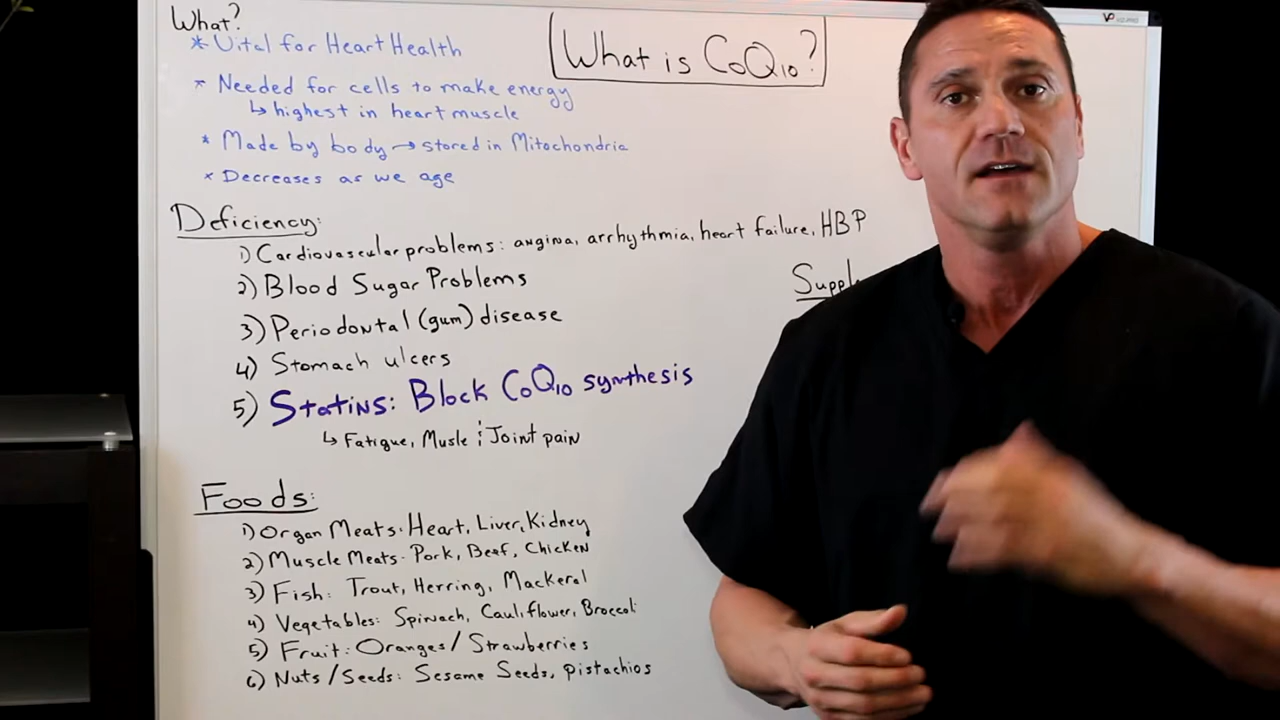 What?
* Vital for Heart Health
* Needed for cells to make energy
↳ highest in heart muscle
* Made by body → stored in Mitochondria
* Decreases as we age
What is CoQ10?
VIZ-PRO
Deficiency:
1) Cardiovascular problems: angina, arrhythmia, heart failure, HBP
2) Blood Sugar Problems
3) Periodontal (gum) disease
4) Stomach ulcers
5) Statins: Block CoQ10 synthesis
↳ Fatigue, Musle & Joint pain
Suppl
Foods:
1) Organ Meats: Heart, Liver, Kidney
2) Muscle Meats - Pork, Beef, Chicken
3) Fish: Trout, Herring, Mackeral
4) Vegetables: Spinach, Cauliflower, Broccoli
5) Fruit: Oranges / Strawberries
6) Nuts / Seeds: Sesame Seeds, pistachios